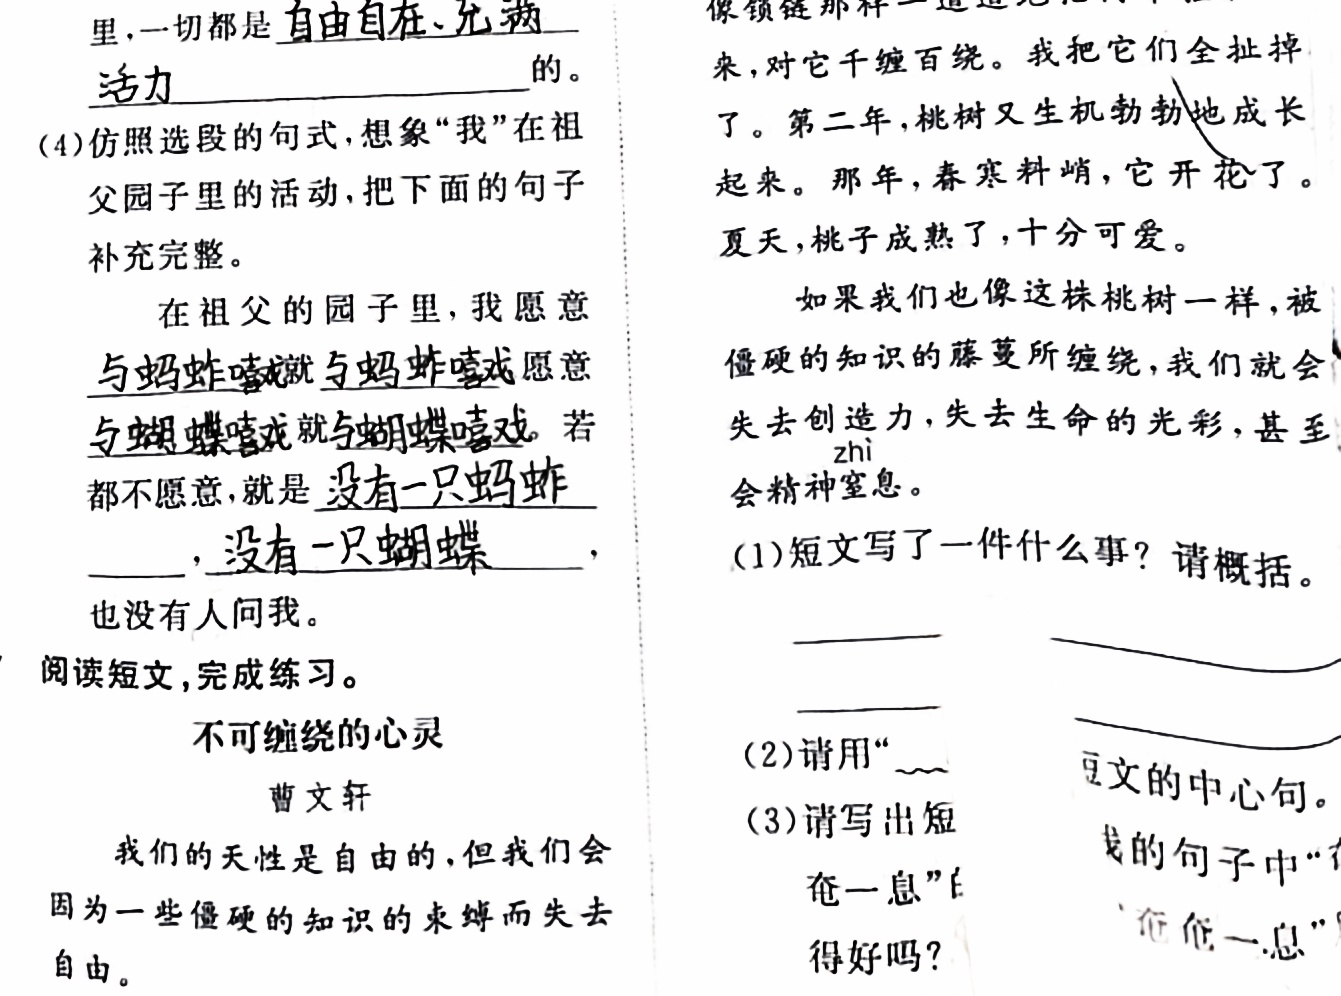 里,一切都是自由自在、充满
活力的。
(4)仿照选段的句式,想象“我”在祖
父园子里的活动,把下面的句子
补充完整。
在祖父的园子里,我愿意
与蚂蚱嘻戏就与蚂蚱嘻戏愿意
与蝴蝶嘻戏就与蝴蝶嘻戏。若
都不愿意,就是没有一只蚂蚱
,没有一只蝴蝶,
也没有人问我。
阅读短文,完成练习。
不可缠绕的心灵
曹文轩
我们的天性是自由的,但我们会
因为一些僵硬的知识的束缚而失去
自由。
像锁链那样一道道地
来,对它千缠百绕。我把它们全扯掉
了。第二年,桃树又生机勃勃地成长
起来。那年,春寒料峭,它开花了。
夏天,桃子成熟了,十分可爱。
如果我们也像这株桃树一样,被
僵硬的知识的藤蔓所缠绕,我们就会
失去创造力,失去生命的光彩,甚至
zhì
会精神窒息。
(1)短文写了一件什么事?请概括。
(2)请用“ 短文的中心句。
(3)请写出短 的句子中“
奄一息” 奄奄一息”
得好吗?